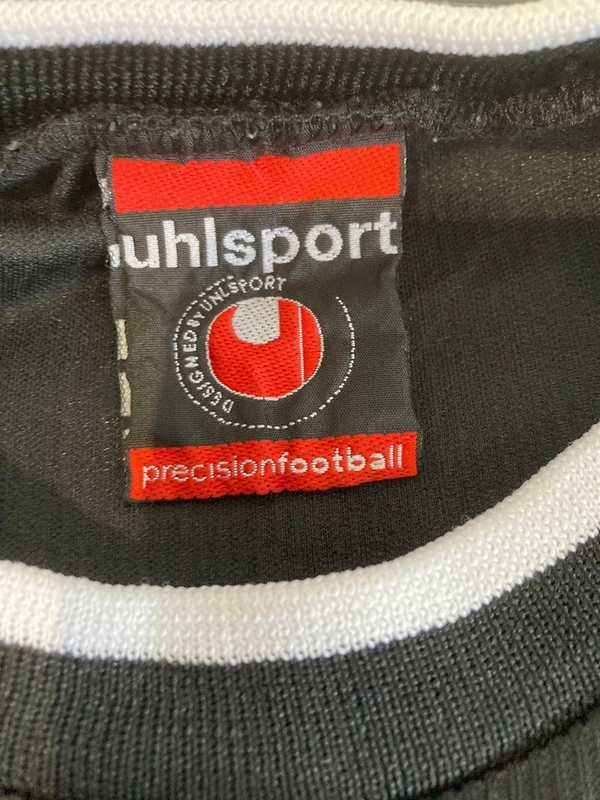 uhlsport
DESIGNED BY UHLSPORT
precisionfootball